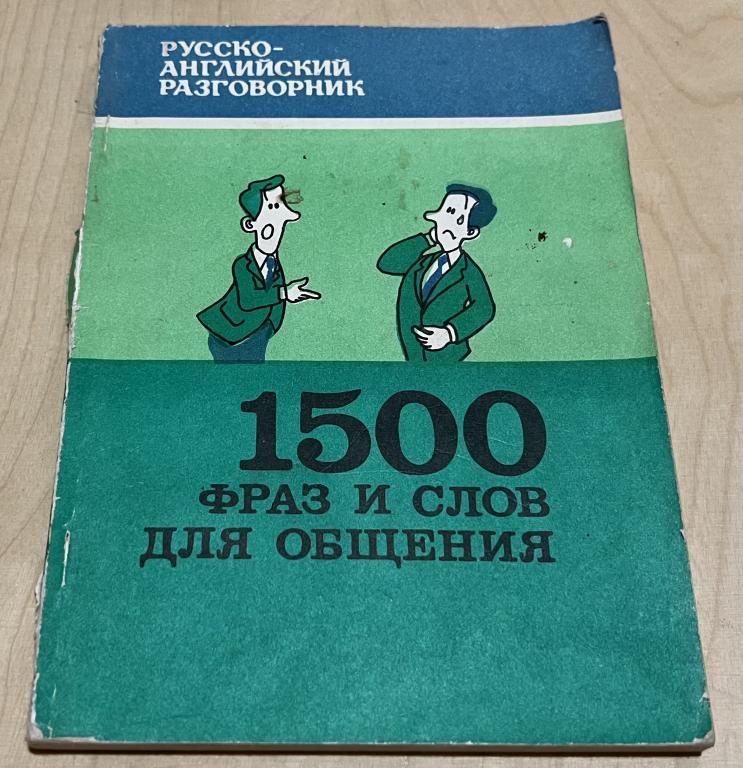 РУССКО-
АНГЛИЙСКИЙ
РАЗГОВОРНИК
1500
ФРАЗ И СЛОВ
ДЛЯ ОБЩЕНИЯ